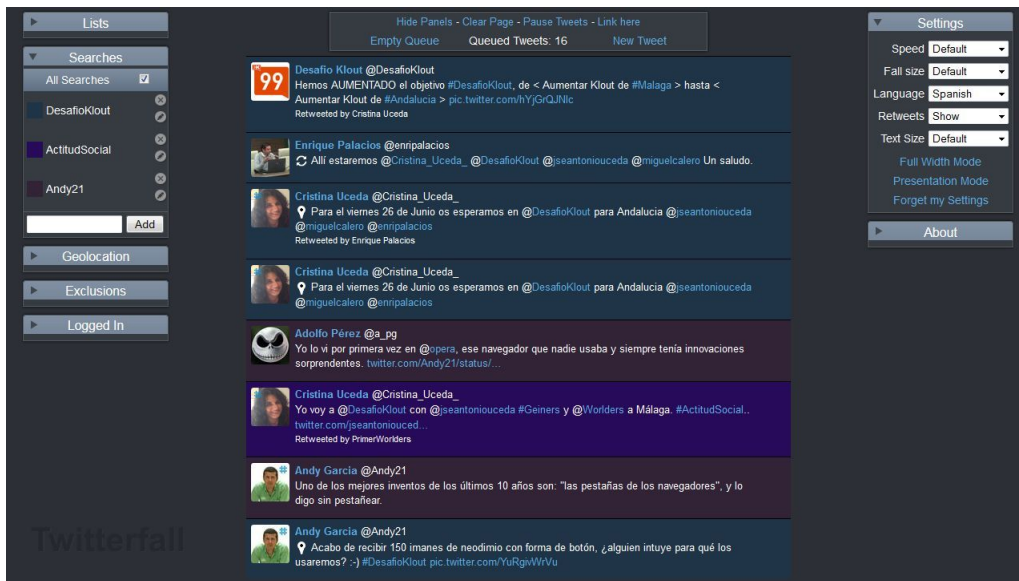 Lists
Searches
All Searches
DesafioKlout
ActitudSocial
Andy21
Add
Geolocation
Exclusions
Logged In
Twitterfall
Hide Panels - Clear Page - Pause Tweets - Link here
Empty Queue Queued Tweets: 16 New Tweet
99
Desafio Klout @DesafioKlout
Hemos AUMENTADO el objetivo #DesafioKlout, de < Aumentar Klout de #Malaga > hasta <
Aumentar Klout de #Andalucia > pic.twitter.com/hYjGrQJNlc
Retweeted by Cristina Uceda
Enrique Palacios @enripalacios
Allí estaremos @Cristina_Uceda_ @DesafioKlout @jseantoniouceda @miguelcalero Un saludo.
Cristina Uceda @Cristina_Uceda_
Para el viernes 26 de Junio os esperamos en @DesafioKlout para Andalucia @jseantoniouceda
@miguelcalero @enripalacios
Retweeted by Enrique Palacios
Cristina Uceda @Cristina_Uceda_
Para el viernes 26 de Junio os esperamos en @DesafioKlout para Andalucia @jseantoniouceda
@miguelcalero @enripalacios
Adolfo Pérez @a_pg
Yo lo vi por primera vez en @opera, ese navegador que nadie usaba y siempre tenía innovaciones
sorprendentes. twitter.com/Andy21/status/...
Cristina Uceda @Cristina_Uceda_
Yo voy a @DesafioKlout con @jseantoniouceda #Geiners y @Worlders a Málaga. #ActitudSocial..
twitter.com/jseantoniouced...
Retweeted by PrimerWorlders
Andy García @Andy21
Uno de los mejores inventos de los últimos 10 años son: "las pestañas de los navegadores", y lo
digo sin pestañear.
Andy García @Andy21
Acabo de recibir 150 imanes de neodimio con forma de botón, ¿alguien intuye para qué los
usaremos? :-) #DesafioKlout pic.twitter.com/YuRgivWrVu
Settings
Speed Default
Fall size Default
Language Spanish
Retweets Show
Text Size Default
Full Width Mode
Presentation Mode
Forget my Settings
About